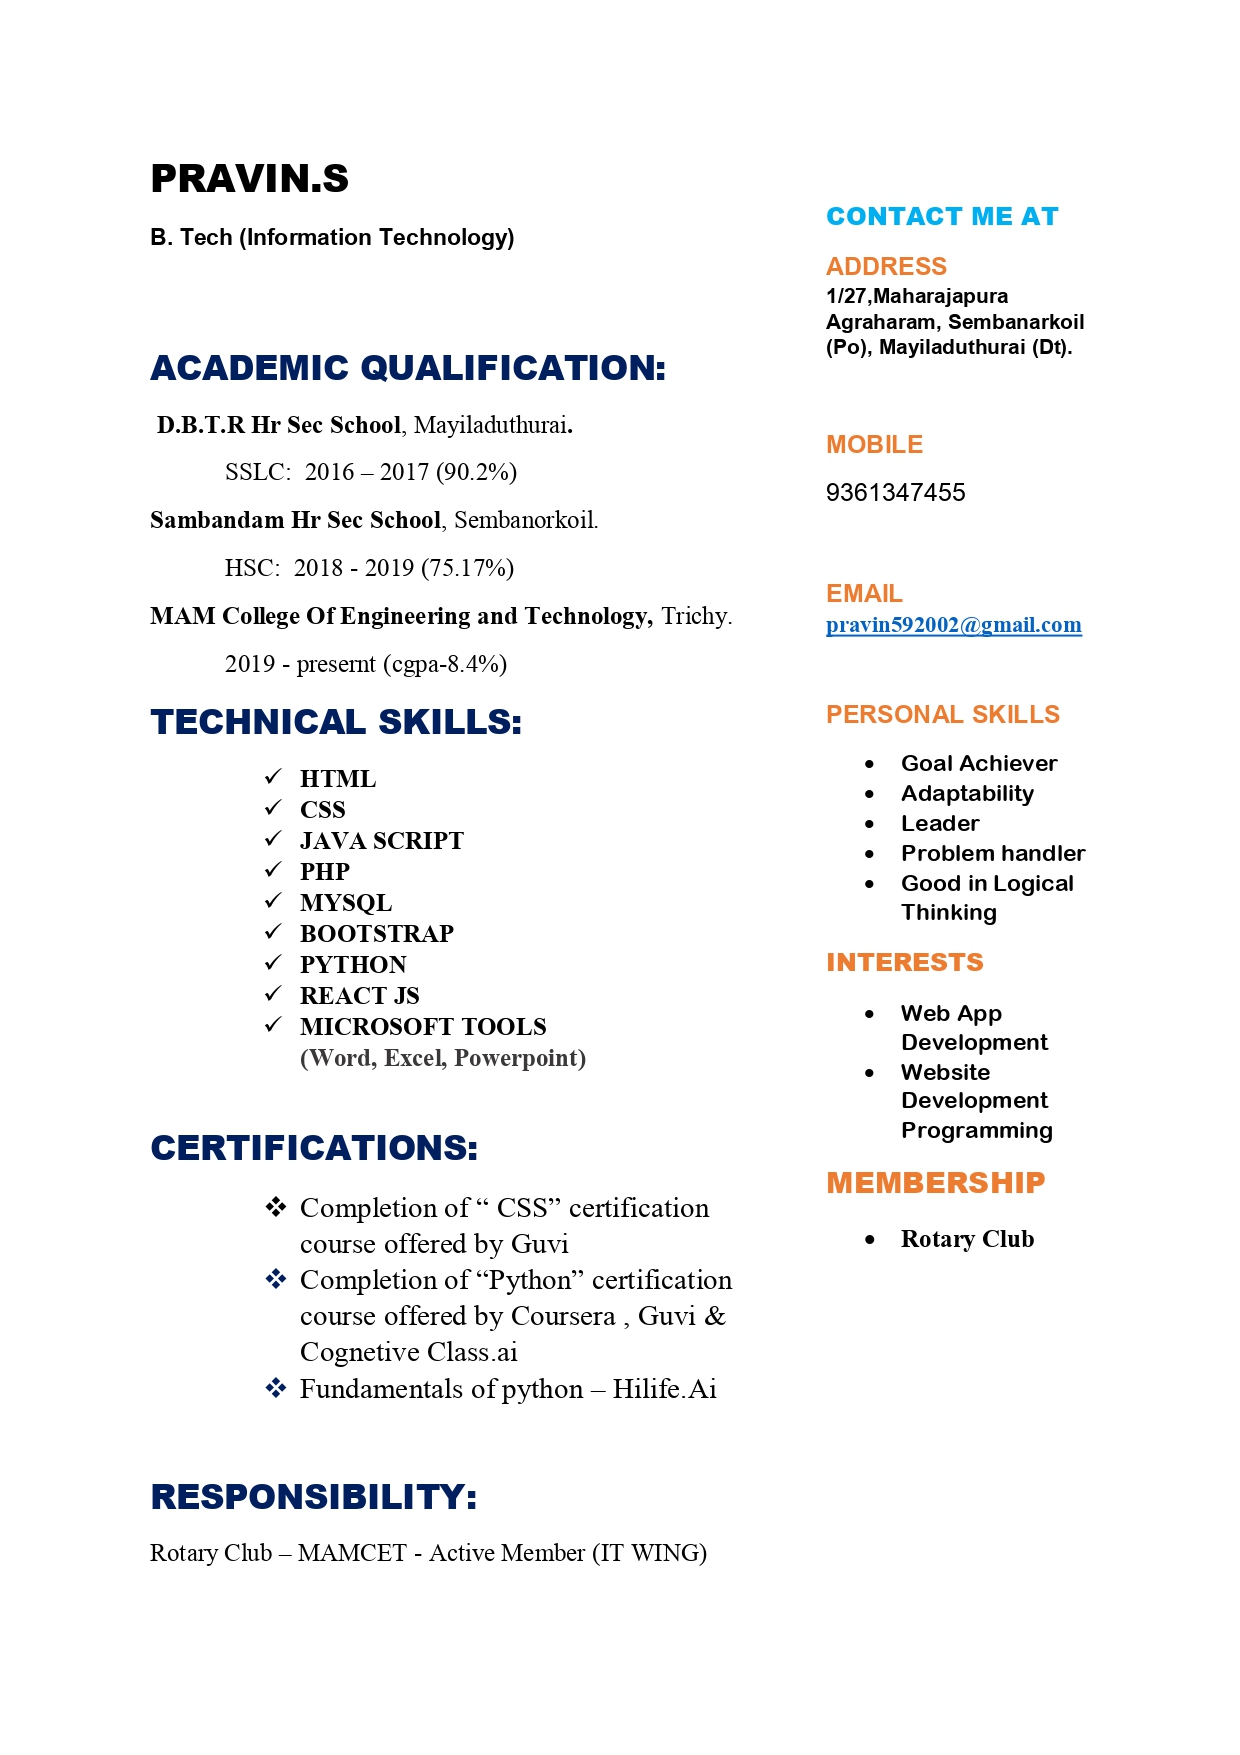 PRAVIN.S
B. Tech (Information Technology)
ACADEMIC QUALIFICATION:
D.B.T.R Hr Sec School, Mayiladuthurai.
SSLC:  2016 – 2017 (90.2%)
Sambandam Hr Sec School, Sembanorkoil.
HSC:  2018 - 2019 (75.17%)
MAM College Of Engineering and Technology, Trichy.
2019 - presernt (cgpa-8.4%)
TECHNICAL SKILLS:
✓ HTML
✓ CSS
✓ JAVA SCRIPT
✓ PHP
✓ MYSQL
✓ BOOTSTRAP
✓ PYTHON
✓ REACT JS
✓ MICROSOFT TOOLS
(Word, Excel, Powerpoint)
CERTIFICATIONS:
❖ Completion of “ CSS” certification
course offered by Guvi
❖ Completion of “Python” certification
course offered by Coursera , Guvi &
Cognetive Class.ai
❖ Fundamentals of python – Hilife.Ai
RESPONSIBILITY:
Rotary Club – MAMCET - Active Member (IT WING)
CONTACT ME AT
ADDRESS
1/27,Maharajapura
Agraharam, Sembanarkoil
(Po), Mayiladuthurai (Dt).
MOBILE
9361347455
EMAIL
pravin592002@gmail.com
PERSONAL SKILLS
• Goal Achiever
• Adaptability
• Leader
• Problem handler
• Good in Logical
Thinking
INTERESTS
• Web App
Development
• Website
Development
Programming
MEMBERSHIP
• Rotary Club